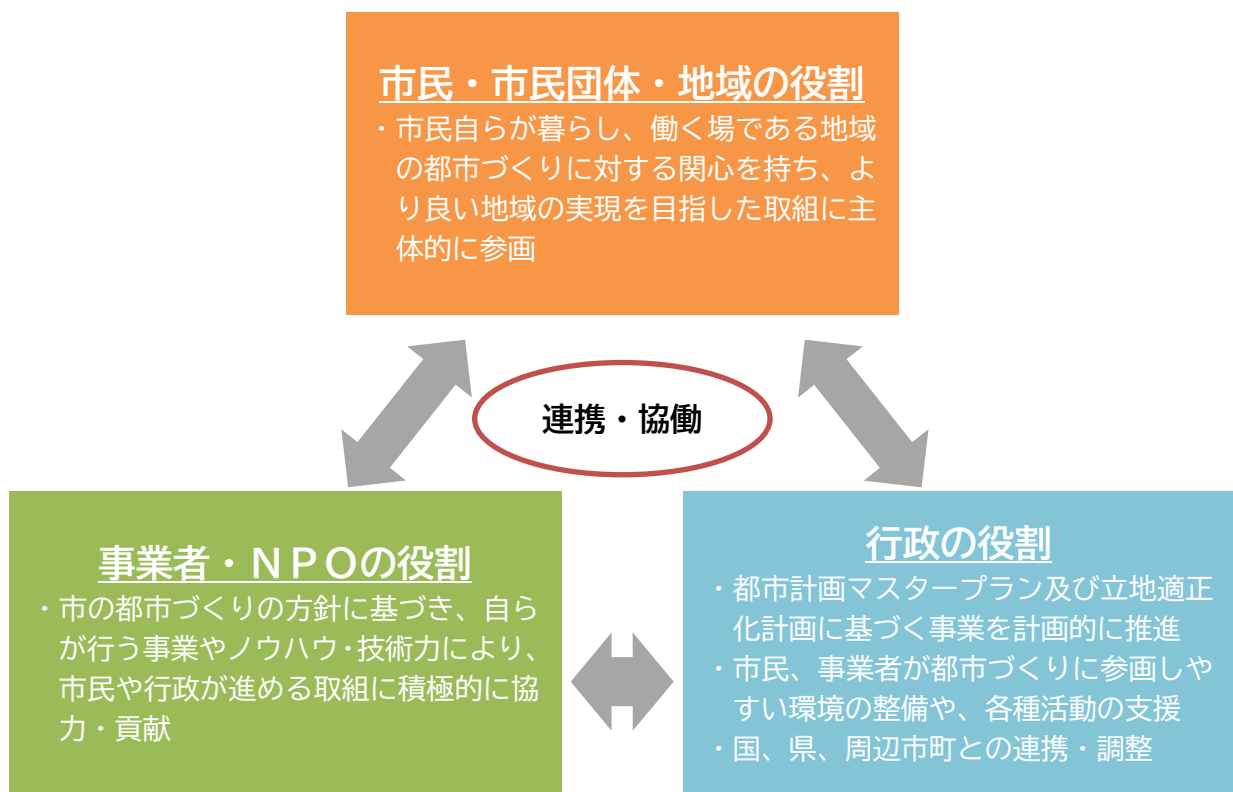 市民・市民団体・地域の役割
・市民自らが暮らし、働く場である地域
の都市づくりに対する関心を持ち、よ
り良い地域の実現を目指した取組に主
体的に参画
連携・協働
事業者・ＮＰＯの役割
・市の都市づくりの方針に基づき、自ら
が行う事業やノウハウ・技術力により、
市民や行政が進める取組に積極的に協
力・貢献
行政の役割
・都市計画マスタープラン及び立地適正
化計画に基づく事業を計画的に推進
・市民、事業者が都市づくりに参画しや
すい環境の整備や、各種活動の支援
・国、県、周辺市町との連携・調整